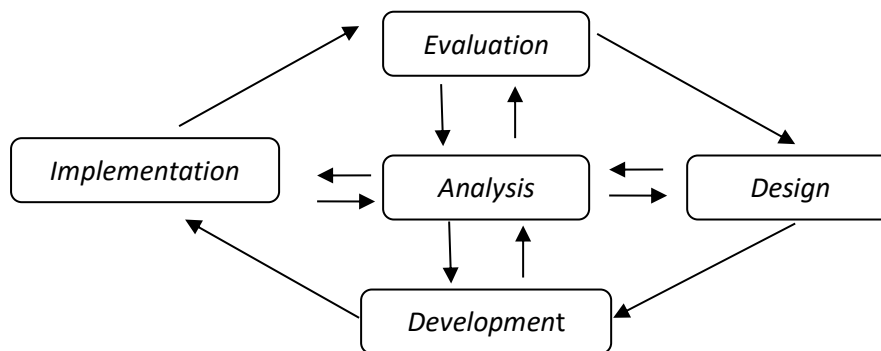 Evaluation
Implementation
Analysis
Design
Development